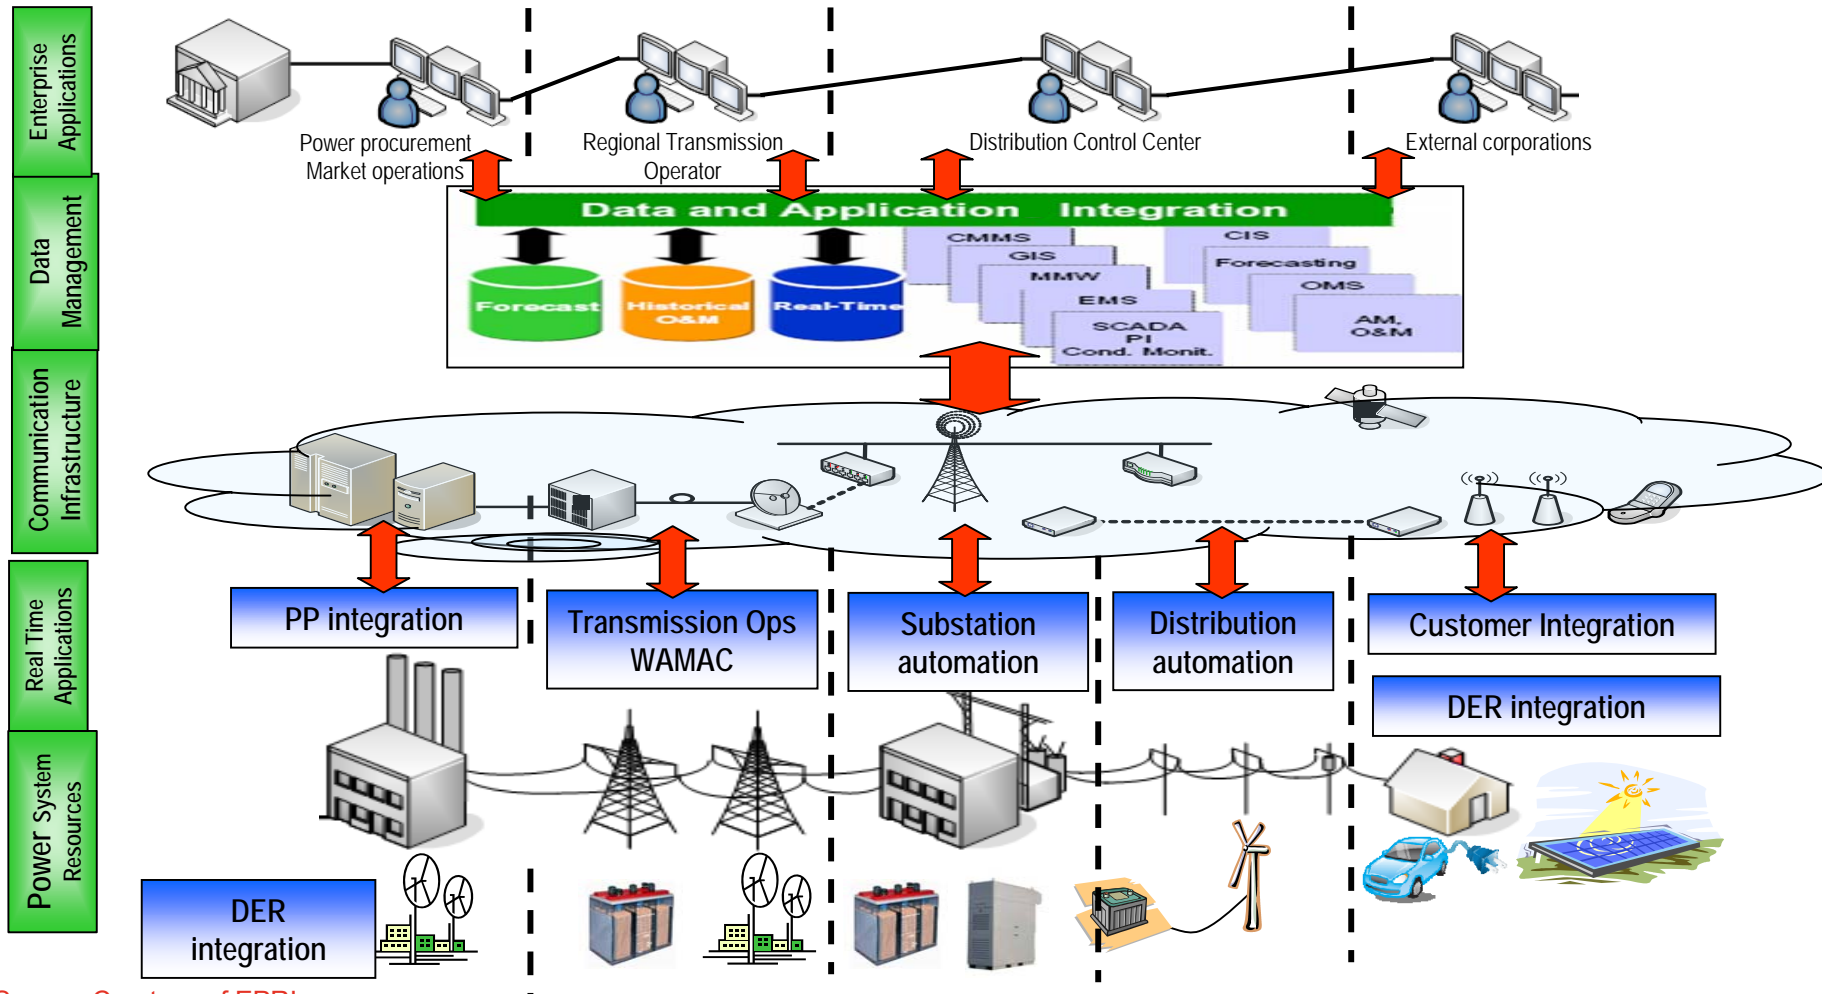 Enterprise
Applications
Data
Management
Communication
Infrastructure
Real Time
Applications
Power System
Resources
Power procurement
Market operations
Regional Transmission
Operator
Distribution Control Center
External corporations
Data and Application Integration
Forecast
Historical
O&M
Real-Time
CMMS
GIS
MMW
EMS
SCADA
PI
Cond. Monit.
CIS
Forecasting
OMS
AM,
O&M
PP integration
Transmission Ops
WAMAC
Substation
automation
Distribution
automation
Customer Integration
DER integration
DER
integration